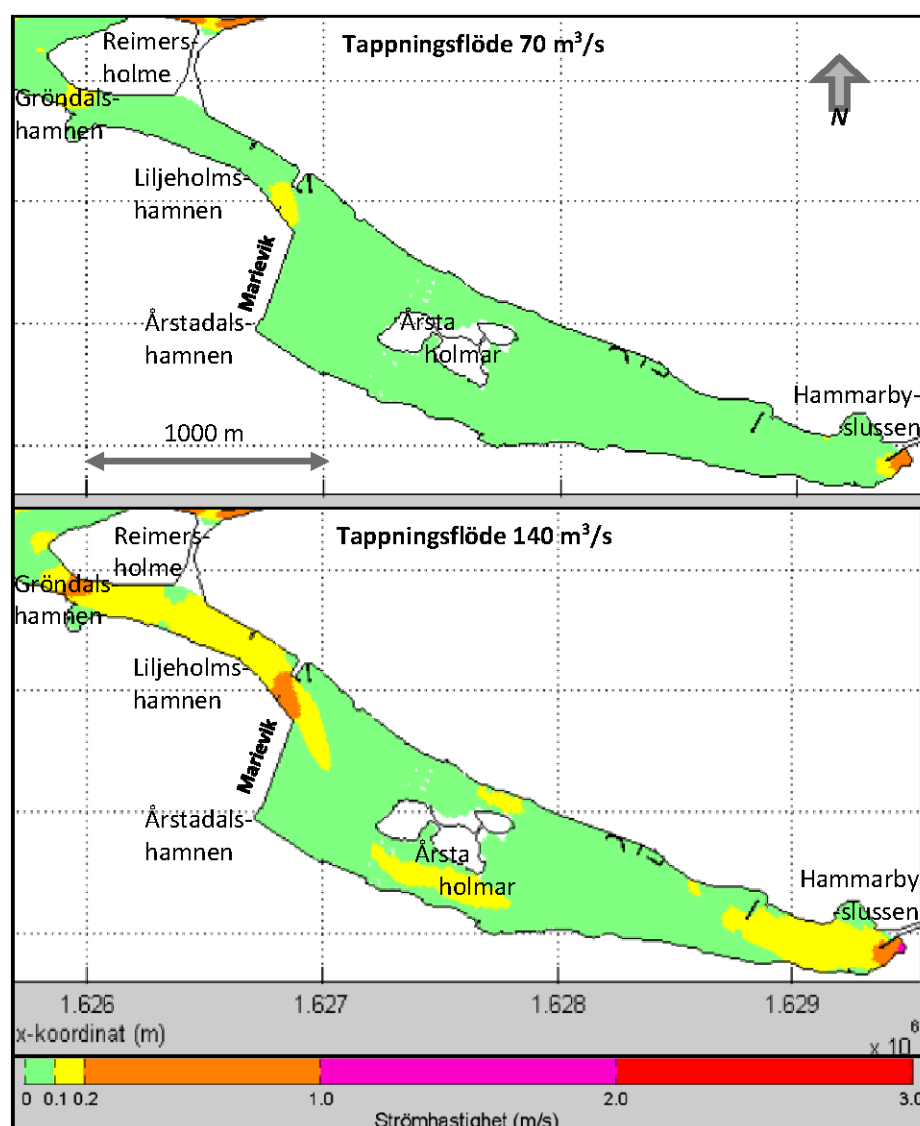 Reimers-
holme
Tappningsflöde 70 m³/s
N
Gröndals-
hamnen
Liljeholms-
hamnen
Marievik
Årstadals-
hamnen
Årsta
holmar
Hammarby-
slussen
1000 m
Reimers-
holme
Tappningsflöde 140 m³/s
Gröndals
hamnen
Liljeholms-
hamnen
Marievik
Årstadals-
hamnen
Årsta
holmar
Hammarby
-slussen
1.626 1.627 1.628 1.629
x-koordinat (m) x 10⁶
0 0.1 0.2 1.0 2.0 3.0
Strömhastighet (m/s)